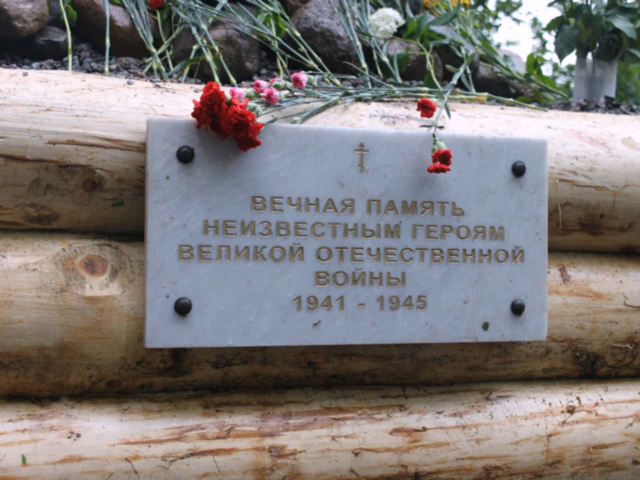 ВЕЧНАЯ ПАМЯТЬ
НЕИЗВЕСТНЫМ ГЕРОЯМ
ВЕЛИКОЙ ОТЕЧЕСТВЕННОЙ
ВОЙНЫ
1941 - 1945